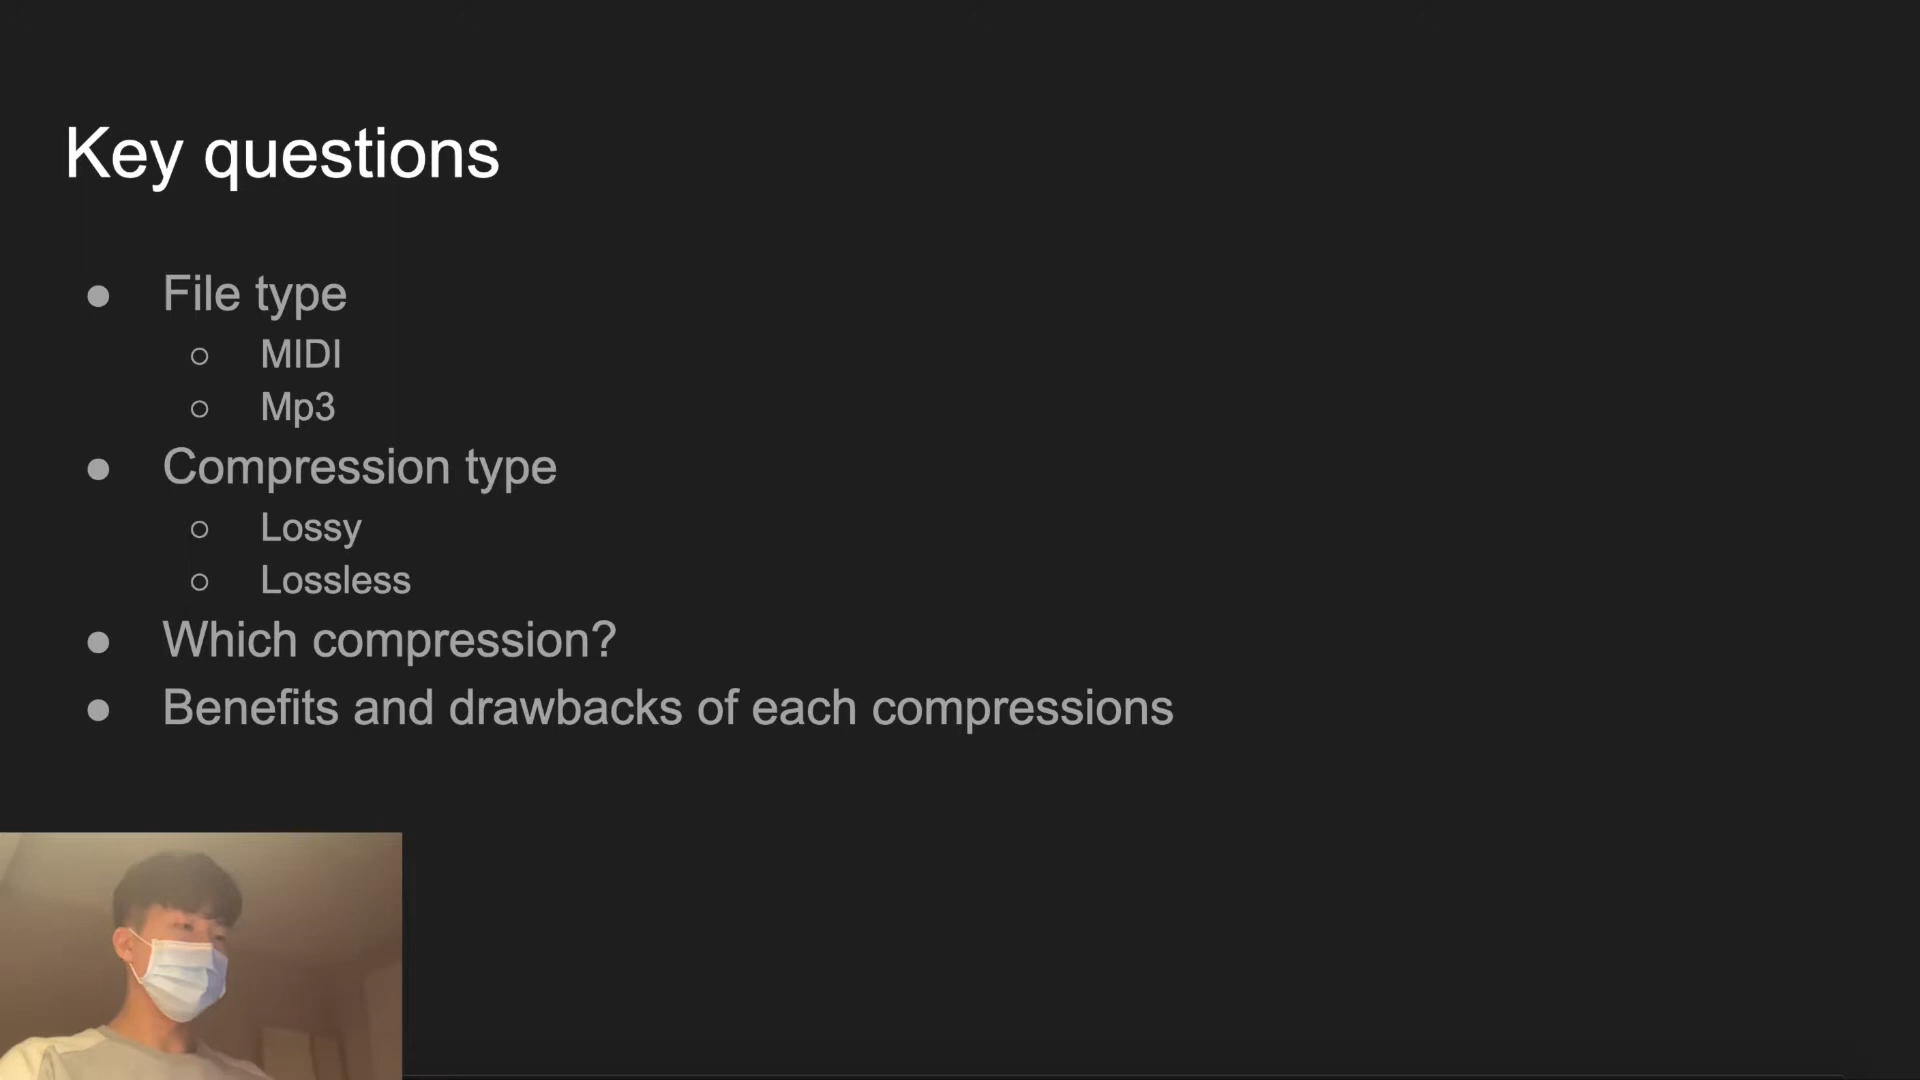 Key questions
● File type
○ MIDI
○ Mp3
● Compression type
○ Lossy
○ Lossless
● Which compression?
● Benefits and drawbacks of each compressions